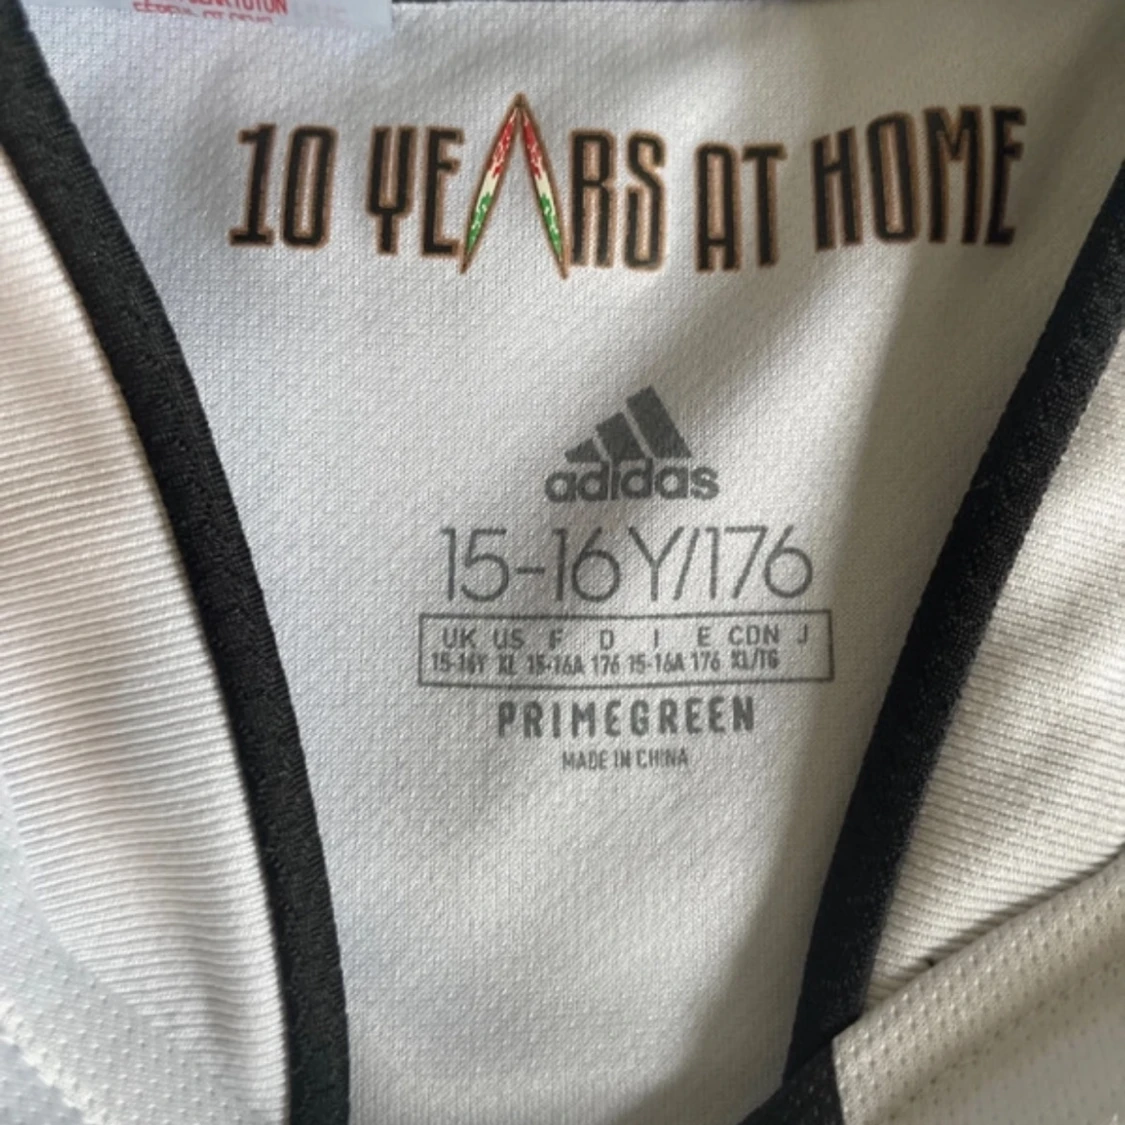 10 YEARS AT HOME
adidas
15-16Y/176
UK US F D I E CDN J
15-16Y XL 15-16A 176 15-16A 176 XL/TG
PRIMEGREEN
MADE IN CHINA